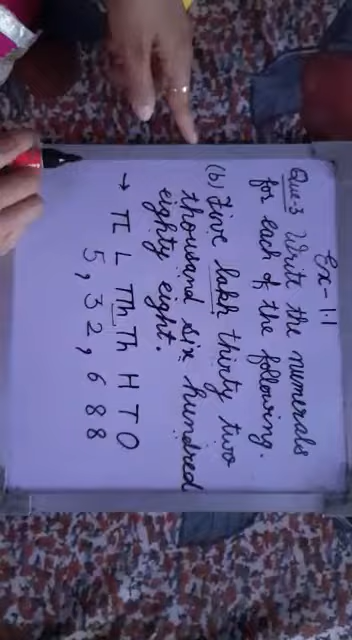 Ex-1.1
Que.3 Write the numerals
for each of the following.
(b) Five lakh thirty two
thousand six hundred
eighty eight.
→ TL L TTh Th H T O
5, 3 2, 6 8 8